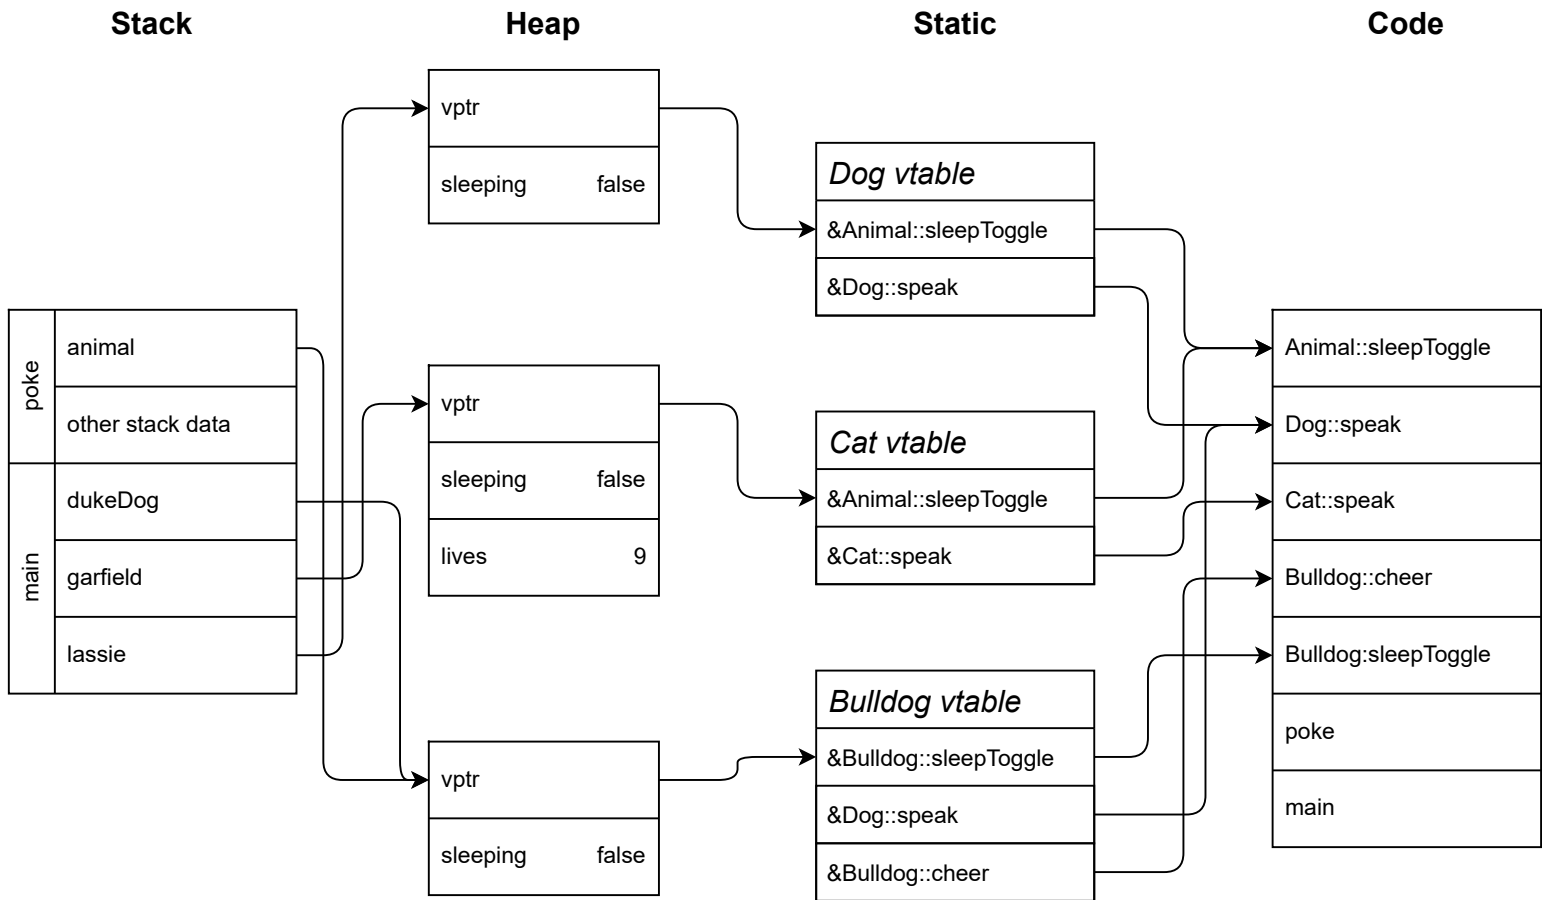 Stack
Heap
Static
Code
poke
animal
other stack data
main
dukeDog
garfield
lassie
vptr
sleeping false
vptr
sleeping false
lives 9
vptr
sleeping false
Dog vtable
&Animal::sleepToggle
&Dog::speak
Cat vtable
&Animal::sleepToggle
&Cat::speak
Bulldog vtable
&Bulldog::sleepToggle
&Dog::speak
&Bulldog::cheer
Animal::sleepToggle
Dog::speak
Cat::speak
Bulldog::cheer
Bulldog:sleepToggle
poke
main